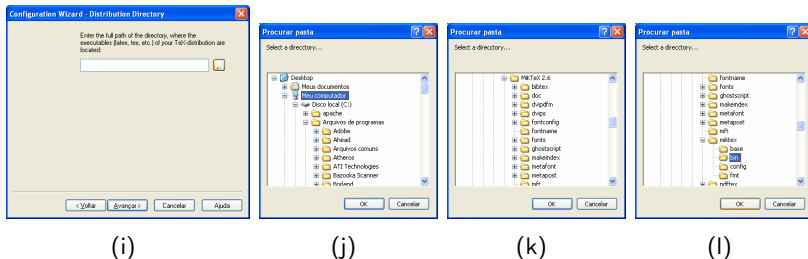 Configuration Wizard - Distribution Directory
Enter the full path of the directory, where the
executables (latex, tex, etc.) of your TeX-distribution are
located:
...
< Voltar
Avançar >
Cancelar
Ajuda
(i)
Procurar pasta
Select a direcctory...
Desktop
Meus documentos
Meu computador
Disco local (C:)
apache
Arquivos de programas
Adobe
Ahead
Arquivos comuns
Atheros
ATI Technologies
Bazooka Scanner
Borland
OK
Cancelar
(j)
Procurar pasta
Select a direcctory...
MiKTeX 2.6
bibtex
doc
dvipdfm
dvips
fontconfig
fontname
fonts
ghostscript
makeindex
metafont
metapost
mft
OK
Cancelar
(k)
Procurar pasta
Select a direcctory...
fontname
fonts
ghostscript
makeindex
metafont
metapost
mft
miktex
base
bin
config
fmt
pdftex
OK
Cancelar
(l)